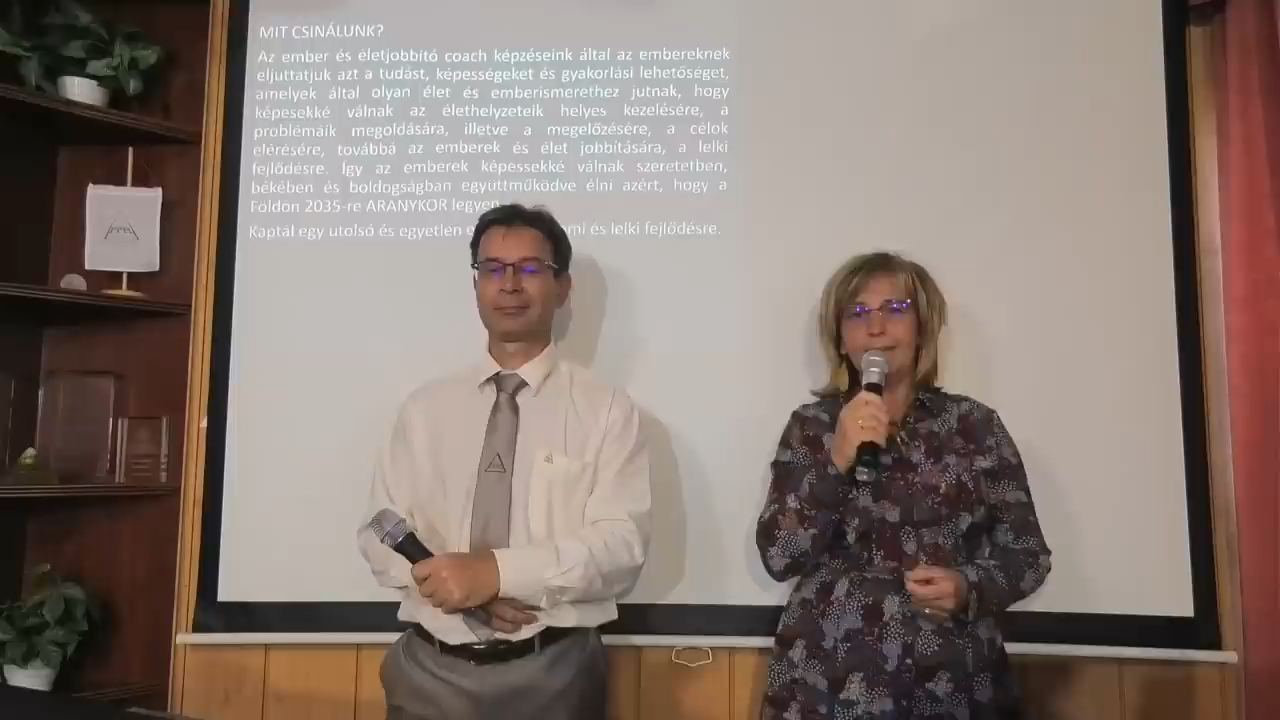 MIT CSINÁLUNK?
Az ember és életjobbító coach képzéseink által az embereknek
eljuttatjuk azt a tudást, képességeket és gyakorlási lehetőséget,
amelyek által olyan élet és emberismerethez jutnak, hogy
képesekké válnak az élethelyzeteik helyes kezelésére, a
problémáik megoldására, illetve a megelőzésére, a célok
elérésére, továbbá az emberek és élet jobbítására, a lelki
fejlődésre. Így az emberek képessekké válnak szeretetben,
békében és boldogságban együttműködve élni azért, hogy a
Földön 2035-re ARANYKOR legyen.
Kaptál egy utolsó és egyetlen és lelki fejlődésre.